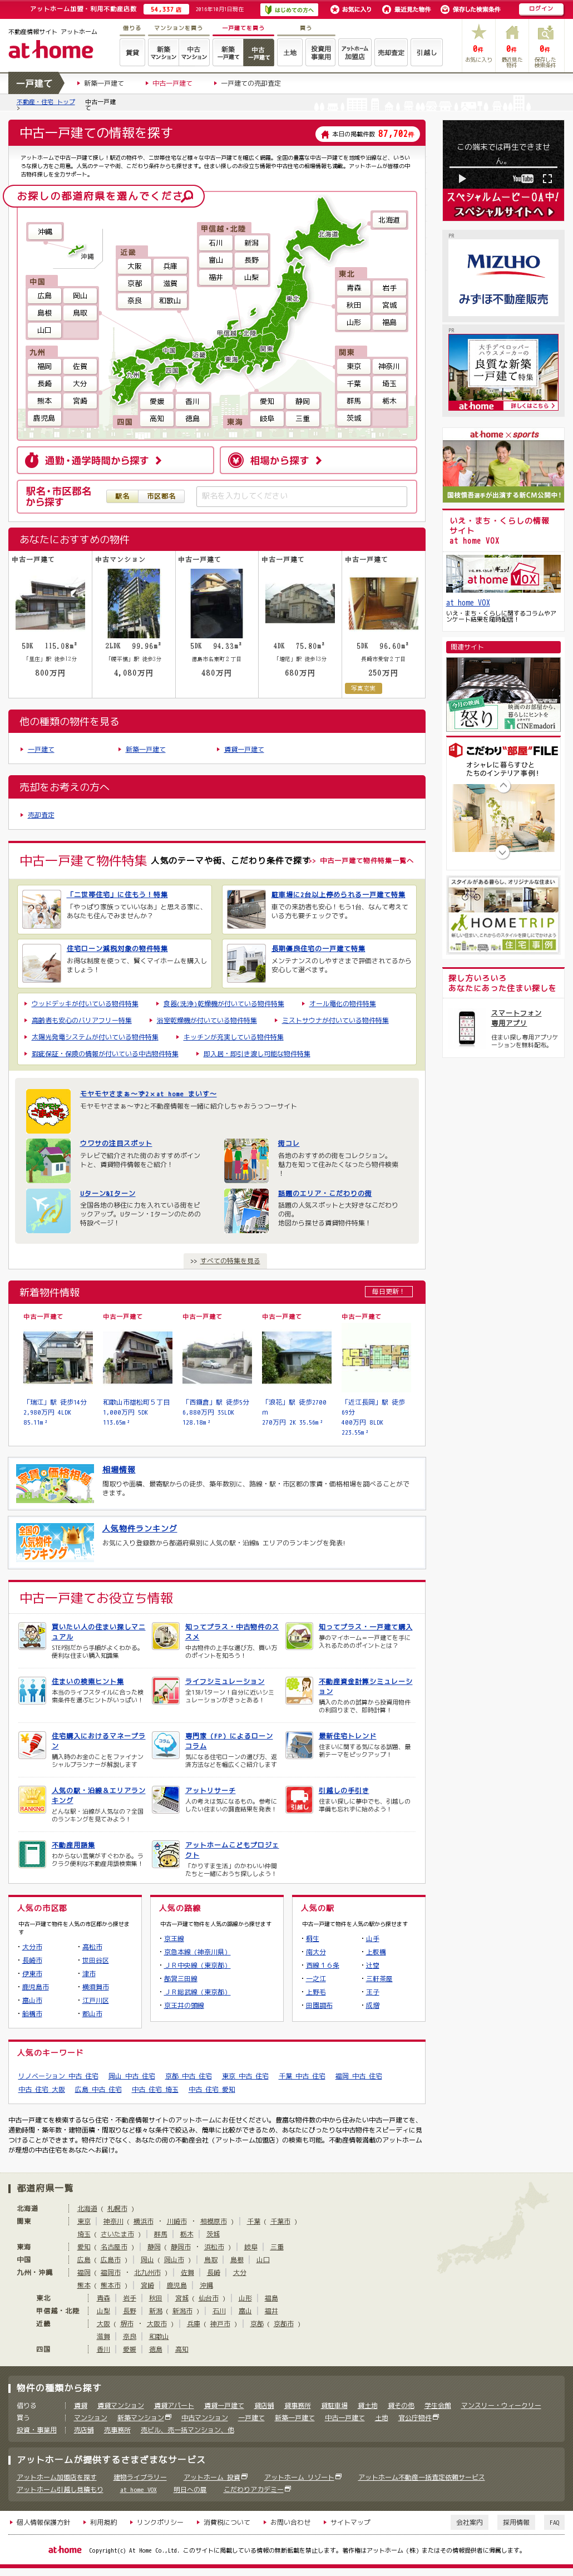 アットホーム加盟・利用不動産店数 54,337 店 2016年10月1日現在
はじめての方へ
お気に入り
最近見た物件
保存した検索条件
ログイン
不動産情報サイト アットホーム
at home
借りる
マンションを買う
一戸建てを買う
買う
賃貸
新築マンション
中古マンション
新築一戸建て
中古一戸建て
土地
投資用事業用
アットホーム加盟店
売却査定
引越し
0件 お気に入り
0件 最近見た物件
0件 保存した検索条件
一戸建て
新築一戸建て
中古一戸建て
一戸建ての売却査定
不動産・住宅 トップ > 中古一戸建て
中古一戸建ての情報を探す
本日の掲載件数 87,702件
アットホームで中古一戸建て探し！駅近の物件や、二世帯住宅など様々な中古一戸建てを幅広く網羅。全国の豊富な中古一戸建てを地域や沿線など、いろいろな探し方をご用意。人気のテーマや街、こだわり条件からも探せます。住まい探しのお役立ち情報や中古住宅の相場情報も満載。アットホームが皆様の中古物件探しを全力サポート。
お探しの都道府県を選んでください
沖縄
北海道
甲信越・北陸
石川 新潟
富山 長野
福井 山梨
近畿
大阪 兵庫
京都 滋賀
奈良 和歌山
中国
広島 岡山
島根 鳥取
山口
東北
青森 岩手
秋田 宮城
山形 福島
九州
福岡 佐賀
長崎 大分
熊本 宮崎
鹿児島
関東
東京 神奈川
千葉 埼玉
群馬 栃木
茨城
四国
愛媛 香川
高知 徳島
東海
愛知 静岡
岐阜 三重
通勤・通学時間から探す
相場から探す
駅名・市区郡名から探す
駅名
市区郡名
駅名を入力してください
あなたにおすすめの物件
中古一戸建て
5DK 115.08m²
800万円
中古マンション
2LDK 99.96m²
4,080万円
中古一戸建て
5DK 94.33m²
徳島市名東町２丁目
480万円
中古一戸建て
4DK 75.80m²
680万円
中古一戸建て
5DK 96.60m²
長崎市愛宕２丁目
250万円
写真充実
他の種類の物件を見る
一戸建て
新築一戸建て
賃貸一戸建て
売却をお考えの方へ
売却査定
中古一戸建て物件特集 人気のテーマや街、こだわり条件で探す
>> 中古一戸建て物件特集一覧へ
「二世帯住宅」に住もう！特集
「やっぱり家族っていいなあ」と思える家に、あなたも住んでみませんか？
駐車場に2台以上停められる一戸建て特集
車での来訪者も安心！もう1台、なんて考えている方も要チェックです。
住宅ローン減税対象の物件特集
お得な制度を使って、賢くマイホームを購入しましょう！
長期優良住宅の一戸建て特集
メンテナンスのしやすさまで評価されてるから安心して選べます。
ウッドデッキが付いている物件特集
食器(洗浄)乾燥機が付いている物件特集
オール電化の物件特集
高齢者も安心のバリアフリー特集
浴室乾燥機が付いている物件特集
ミストサウナが付いている物件特集
太陽光発電システムが付いている物件特集
キッチンが充実している物件特集
瑕疵保証・保険の情報が付いている中古物件特集
即入居・即引き渡し可能な物件特集
モヤモヤさまぁ～ず2×at home まいす～
モヤモヤさまぁ～ず2と不動産情報を一緒に紹介しちゃおうっつーサイト
ウワサの注目スポット
テレビで紹介された街のおすすめポイントと、賃貸物件情報をご紹介！
街コレ
各地のおすすめの街をコレクション。魅力を知って住みたくなったら物件検索！
Uターン&Iターン
全国各地の移住に力を入れている街をピックアップ。Uターン・Iターンのための特設ページ！
話題のエリア・こだわりの街
話題の人気スポットと大好きなこだわりの街。
地図から探せる賃貸物件特集！
>> すべての特集を見る
新着物件情報
毎日更新！
中古一戸建て
「瑞江」駅 徒歩14分
2,980万円 4LDK
85.11m²
中古一戸建て
和歌山市雄松町５丁目
1,000万円 5DK
113.65m²
中古一戸建て
「西鎌倉」駅 徒歩5分
6,880万円 3SLDK
128.18m²
中古一戸建て
「浪花」駅 徒歩2700m
270万円 2K 35.56m²
中古一戸建て
「近江長岡」駅 徒歩69分
400万円 8LDK
223.55m²
相場情報
間取りや面積、最寄駅からの徒歩、築年数別に、路線・駅・市区郡の家賃・価格相場を調べることができます。
人気物件ランキング
お気に入り登録数から都道府県別に人気の駅・沿線& エリアのランキングを発表!
中古一戸建てお役立ち情報
買いたい人の住まい探しマニュアル
STEP別だから手順がよくわかる。便利な住まい購入知識集
知ってプラス・中古物件のススメ
中古物件の上手な選び方、買い方のポイントを知ろう！
知ってプラス・一戸建て購入
夢のマイホーム＝一戸建てを手に入れるためのポイントとは？
住まいの検索ヒント集
本当のライフスタイルに合った検索条件を選ぶヒントがいっぱい！
ライフシミュレーション
全17のパターン！自分に近いシミュレーションがきっとある！
不動産資金計算シミュレーション
購入のための試算から投資用物件の利回りまで、即時計算！
住宅購入におけるマネープラン
購入時のお金のことをファイナンシャルプランナーが解説します
専門家（FP）によるローンコラム
気になる住宅ローンの選び方、返済方法などを幅広くご紹介します
最新住宅トレンド
住まいに関する気になる話題、最新テーマをピックアップ！
人気の駅・沿線&エリアランキング
どんな駅・沿線が人気なの？全国のランキングを見てみよう！
アットリサーチ
人の考えは気になるもの。参考にしたい住まいの調査結果を発表！
引越しの手引き
住まい探しに夢中でも、引越しの準備も忘れずに始めよう！
不動産用語集
わからない言葉がすぐわかる。ラクラク便利な不動産用語検索集！
アットホームこどもプロジェクト
「かりすま生活」のかわいい仲間たちと一緒におうち探ししよう！
人気の市区郡
中古一戸建て物件を人気の市区郡から探せます
大分市
高松市
長崎市
世田谷区
伊東市
津市
鹿児島市
横須賀市
富山市
江戸川区
船橋市
郡山市
人気の路線
中古一戸建て物件を人気の路線から探せます
京王線
京急本線（神奈川県）
ＪＲ中央線（東京都）
都営三田線
ＪＲ総武線（東京都）
京王井の頭線
人気の駅
中古一戸建て物件を人気の駅から探せます
桐生
山手
南大分
上板橋
西線１６条
辻堂
一之江
三軒茶屋
上野毛
王子
田園調布
成増
人気のキーワード
リノベーション 中古 住宅
岡山 中古 住宅
京都 中古 住宅
東京 中古 住宅
千葉 中古 住宅
福岡 中古 住宅
中古 住宅 大阪
広島 中古 住宅
中古 住宅 埼玉
中古 住宅 愛知
中古一戸建てを検索するなら住宅・不動産情報サイトのアットホームにお任せください。豊富な物件数の中から住みたい中古一戸建てを、通勤時間・築年数・建物面積・間取りなど様々な条件で絞込み、簡単に比較ができるため、あなたにぴったりな中古物件をスピーディに見つけることができます。物件だけでなく、あなたの街の不動産会社（アットホーム加盟店）の検索も可能。不動産情報満載のアットホームが理想の中古住宅をあなたへお届け。
都道府県一覧
北海道 北海道 ( 札幌市 )
関東 東京 神奈川 ( 横浜市 ・ 川崎市 ・ 相模原市 ) 千葉 ( 千葉市 )
埼玉 ( さいたま市 ) 群馬 栃木 茨城
東海 愛知 ( 名古屋市 ) 静岡 ( 静岡市 ・ 浜松市 ) 岐阜 三重
中国 広島 ( 広島市 ) 岡山 ( 岡山市 ) 鳥取 島根 山口
九州・沖縄 福岡 ( 福岡市 ・ 北九州市 ) 佐賀 長崎 大分
熊本 ( 熊本市 ) 宮崎 鹿児島 沖縄
東北 青森 岩手 秋田 宮城 ( 仙台市 ) 山形 福島
甲信越・北陸 山梨 長野 新潟 ( 新潟市 ) 石川 富山 福井
近畿 大阪 ( 堺市 ・ 大阪市 ) 兵庫 ( 神戸市 ) 京都 ( 京都市 )
滋賀 奈良 和歌山
四国 香川 愛媛 徳島 高知
物件の種類から探す
借りる 賃貸 賃貸マンション 賃貸アパート 賃貸一戸建て 貸店舗 貸事務所 貸駐車場 貸土地 貸その他 学生会館 マンスリー・ウィークリー
買う マンション 新築マンション 中古マンション 一戸建て 新築一戸建て 中古一戸建て 土地 官公庁物件
投資・事業用 売店舗 売事務所 売ビル、売一括マンション、他
アットホームが提供するさまざまなサービス
アットホーム加盟店を探す
建物ライブラリー
アットホーム 投資
アットホーム リゾート
アットホーム不動産一括査定依頼サービス
アットホーム引越し見積もり
at home VOX
明日への扉
こだわりアカデミー
個人情報保護方針
利用規約
リンクポリシー
消費税について
お問い合わせ
サイトマップ
会社案内
採用情報
FAQ
at home Copyright(c) At Home Co.,Ltd. このサイトに掲載している情報の無断転載を禁止します。著作権はアットホーム（株）またはその情報提供者に帰属します。
この端末では再生できません。
YouTube
スペシャルムービーOA中!
スペシャルサイトへ
PR
MIZUHO
みずほ不動産販売
PR
大手デベロッパー
ハウスメーカーの
良質な新築一戸建て特集
at home 詳しくはこちら
at home × sports
国枝慎吾選手が出演する新CM公開中！
いえ・まち・くらしの情報サイト
at home VOX
at home VOX
at home VOX
いえ・まち・くらしに関するコラムやアンケート結果を随時配信！
関連サイト
今月の映画
怒り
映画のお部屋から、暮らしにヒントを
CINEmadori
こだわり"部屋"FILE
オシャレに暮らすひとたちのインテリア事例!
スタイルがある暮らし、オリジナルな住まい
HOMETRIP
新しい住まい、こだわりのくらしをのぞいてみませんか？
住宅事例
探し方いろいろ
あなたにあった住まい探しを
スマートフォン専用アプリ
住まい探し専用アプリケーションを無料配布。